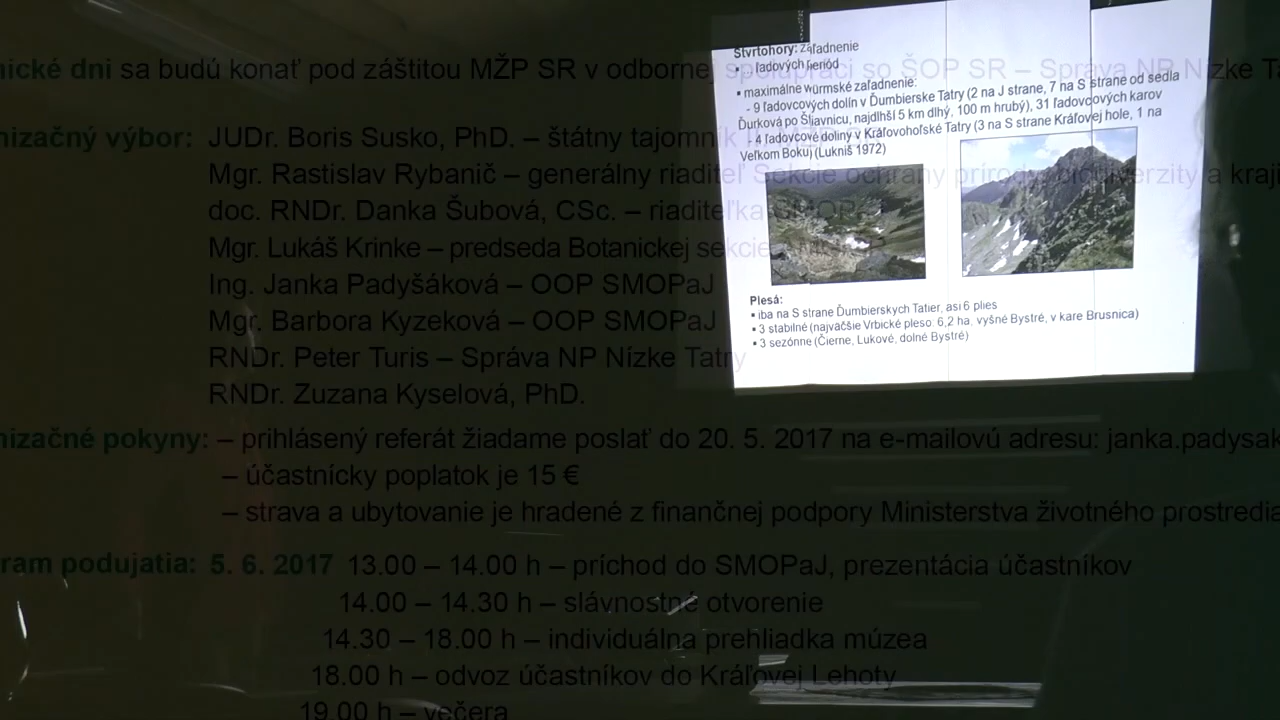 nické dni sa budú konať pod záštitou MŽP SR v odbornej spolupráci so ŠOP SR – Správa NP Nízke
nizačný výbor: JUDr. Boris Susko, PhD. – štátny tajomník
Mgr. Rastislav Rybanič – generálny riaditeľ Sekcie ochrany prírody, biodiverzity a kraji
doc. RNDr. Danka Šubová, CSc. – riaditeľka SMOPaJ
Mgr. Lukáš Krinke – predseda Botanickej sekcie
Ing. Janka Padyšáková – OOP SMOPaJ
Mgr. Barbora Kyzeková – OOP SMOPaJ
RNDr. Peter Turis – Správa NP Nízke Tatry
RNDr. Zuzana Kyselová, PhD.
nizačné pokyny: – prihlásený referát žiadame poslať do 20. 5. 2017 na e-mailovú adresu: janka.padysak
– účastnícky poplatok je 15 €
– strava a ubytovanie je hradené z finančnej podpory Ministerstva životného prostredia
ram podujatia: 5. 6. 2017 13.00 – 14.00 h – príchod do SMOPaJ, prezentácia účastníkov
14.00 – 14.30 h – slávnostné otvorenie
14.30 – 18.00 h – individuálna prehliadka múzea
18.00 h – odvoz účastníkov do Kráľovej Lehoty
19.00 h – večera
Štvrtohory: zaľadnenie
▪ ... ľadových periód
▪ maximálne würmské zaľadnenie:
- 9 ľadovcových dolín v Ďumbierske Tatry (2 na J strane, 7 na S strane od sedla
Ďurková po Sliavnicu, najdlhší 5 km dlhý, 100 m hrubý), 31 ľadovcových karov
- 4 ľadovcové doliny v Kráľovohoľské Tatry (3 na S strane Kráľovej hole, 1 na
Veľkom Boku) (Lukniš 1972)
Plesá:
▪ iba na S strane Ďumbierskych Tatier, asi 6 plies
▪ 3 stabilné (najväčšie Vrbické pleso: 6,2 ha, vyšné Bystré, v kare Brusnica)
▪ 3 sezónne (Čierne, Lukové, dolné Bystré)